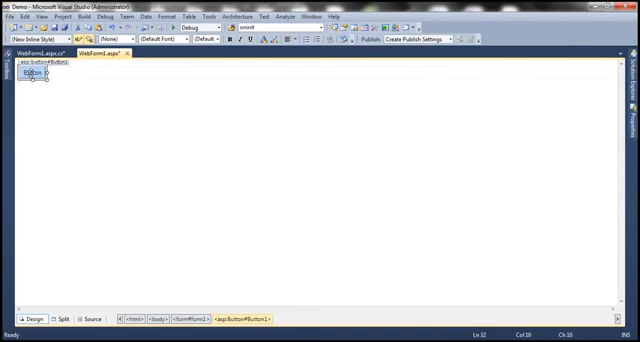 Demo - Microsoft Visual Studio (Administrator)
File Edit View Project Build Debug Team Data Format Table Tools Architecture Test Analyze Window Help
Debug oninit
(New Inline Style) (None) (Default Font) (Default) B I U A Publish: Create Publish Settings
WebForm1.aspx.cs* WebForm1.aspx* ×
Toolbox
asp:button#Button1
Button
Solution Explorer
Properties
Design Split Source <html> <body> <form#form1> <asp:Button#Button1>
Ready Ln 32 Col 10 Ch 10 INS